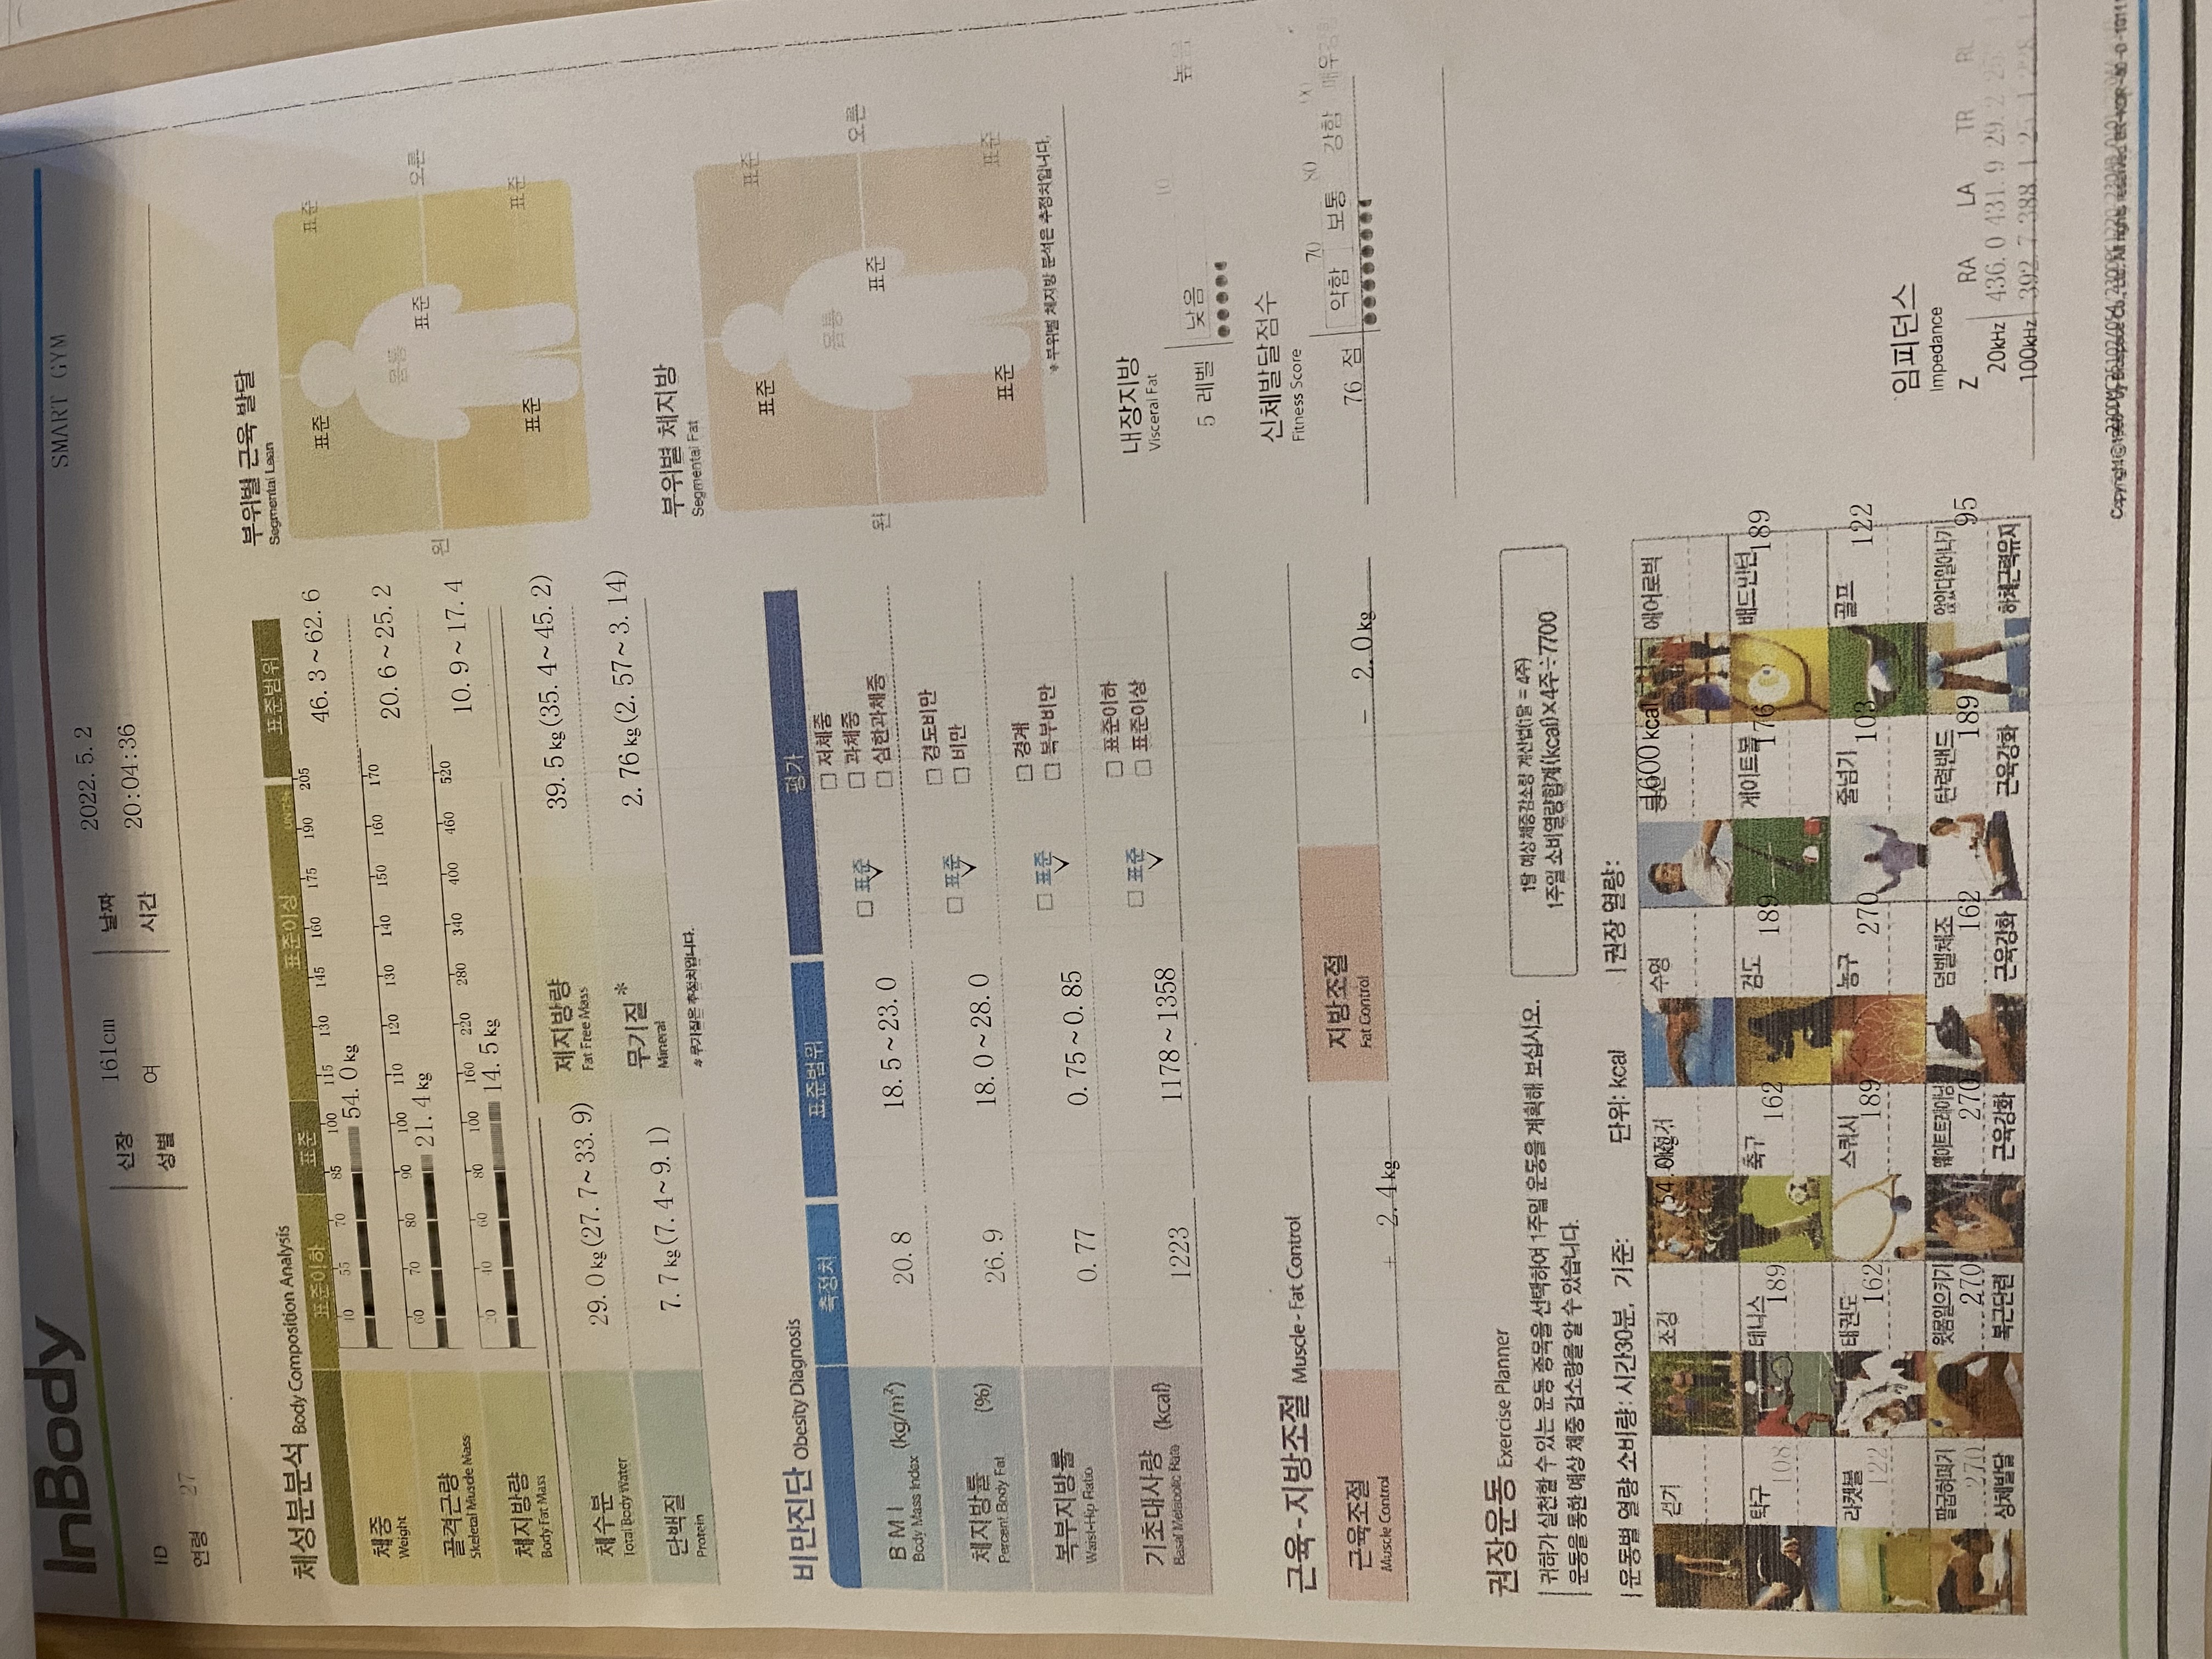 InBody
SMART GYM
ID
연령 27
신장 161cm
성별 여
날짜 2022. 5. 2
시간 20:04:36
체성분분석 Body Composition Analysis
표준이하 표준 표준이상 UNIT:% 표준범위
체중 Weight
40 55 70 85 100 115 130 145 160 175 190 205
54. 0kg
46. 3~62. 6
골격근량 Skeletal Muscle Mass
60 70 80 90 100 110 120 130 140 150 160 170
21. 4kg
20. 6~25. 2
체지방량 Body Fat Mass
20 40 60 80 100 160 220 280 340 400 460 520
14. 5kg
10. 9~17. 4
체수분 Total Body Water
29. 0kg(27. 7~33. 9)
제지방량 Fat Free Mass
39. 5kg(35. 4~45. 2)
단백질 Protein
7. 7kg(7. 4~9. 1)
무기질* Mineral
2. 76kg(2. 57~3. 14)
* 무기질은 추정치입니다.
부위별 근육 발달
Segmental Lean
표준 표준
몸통
표준
왼 오른
표준 표준
부위별 체지방
Segmental Fat
표준 표준
몸통
표준
왼 오른
표준 표준
* 부위별 체지방 분석은 추정치입니다.
비만진단 Obesity Diagnosis
측정치 표준범위 평가
BMI (kg/m²)
Body Mass Index
20. 8
18. 5~23. 0
□ 표준 □ 저체중
□ 과체중
□ 심한과체중
체지방률 (%)
Percent Body Fat
26. 9
18. 0~28. 0
□ 표준 □ 경도비만
□ 비만
복부지방률
Waist-Hip Ratio
0. 77
0. 75~0. 85
□ 표준 □ 경계
□ 복부비만
기초대사량 (kcal)
Basal Metabolic Rate
1223
1178~1358
□ 표준 □ 표준이하
□ 표준이상
내장지방
Visceral Fat
10
5 레벨 낮음 높음
신체발달점수
Fitness Score
70 80 90
76 점 약함 보통 강함
근육-지방조절 Muscle-Fat Control
근육조절
Muscle Control
+ 2. 4kg
지방조절
Fat Control
- 2. 0kg
권장운동 Exercise Planner
귀하가 실천할 수 있는 운동 종목을 선택하여 1주일 운동을 계획해 보십시오.
운동을 통한 예상 체중 감소량을 알 수 있습니다.
1달 예상체중감소량 계산법(1달 = 4주)
1주일 소비열량합계(kcal)×4주÷7700
운동별 열량 소비량: 시간30분, 기준: 단위: kcal 권장 열량:
54. 0kg,
1600 kcal
걷기 조깅 자전거 수영 등산 에어로빅
탁구 테니스 축구 검도 게이트볼 배드민턴
108 189 162 189 176 189
라켓볼 태권도 스쿼시 농구 줄넘기 골프
122 162 189 270 103 122
팔굽혀펴기 윗몸일으키기 웨이트트레이닝 덤벨체조 탄력밴드 앉았다일어나기
270 270 270 162 189 95
상체발달 복근단련 근육강화 근육강화 근육강화 하체근력유지
임피던스
Impedance
Z RA LA TR RL
20kHz 436. 0 431. 9 29. 2
100kHz 392. 7 388. 1 25. 1